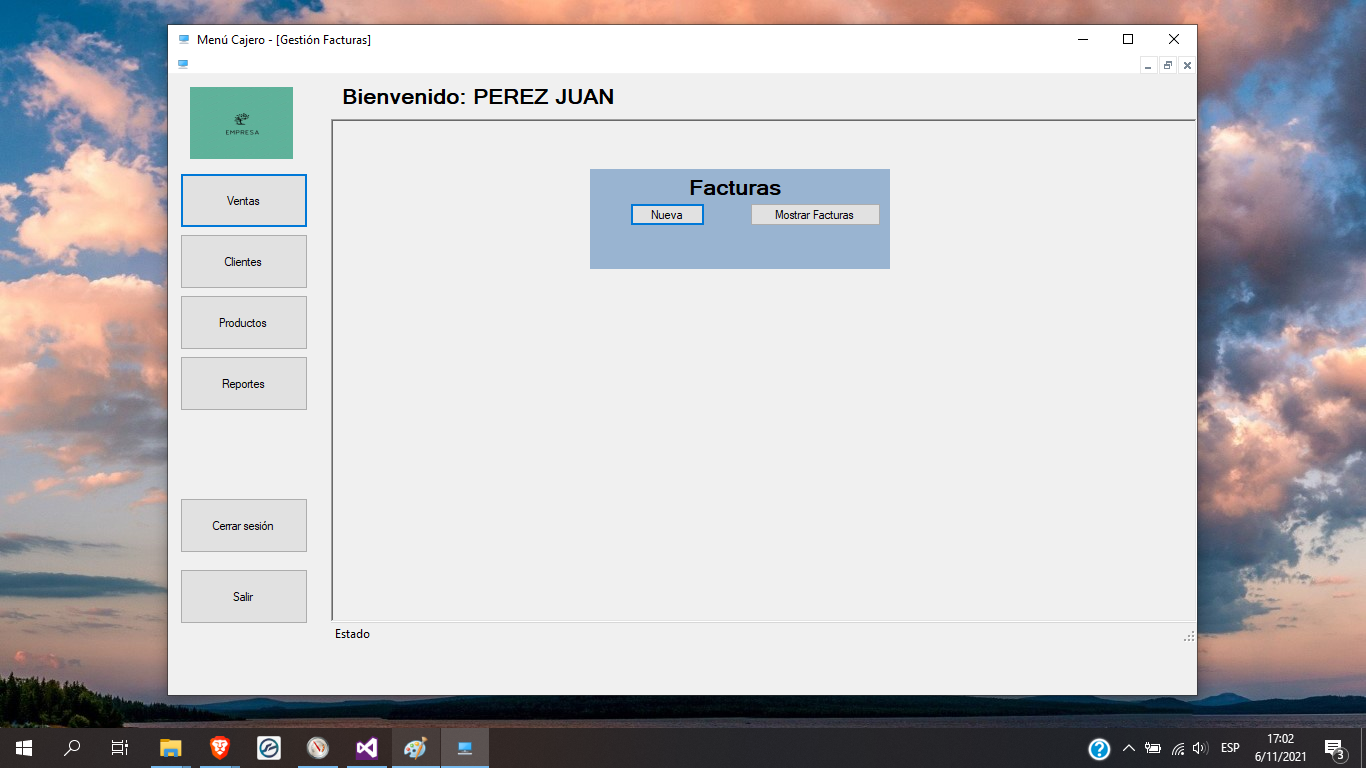 Menú Cajero - [Gestión Facturas]
EMPRESA
Bienvenido: PEREZ JUAN
Ventas
Clientes
Productos
Reportes
Cerrar sesión
Salir
Facturas
Nueva
Mostrar Facturas
Estado
ESP
17:02
6/11/2021
3